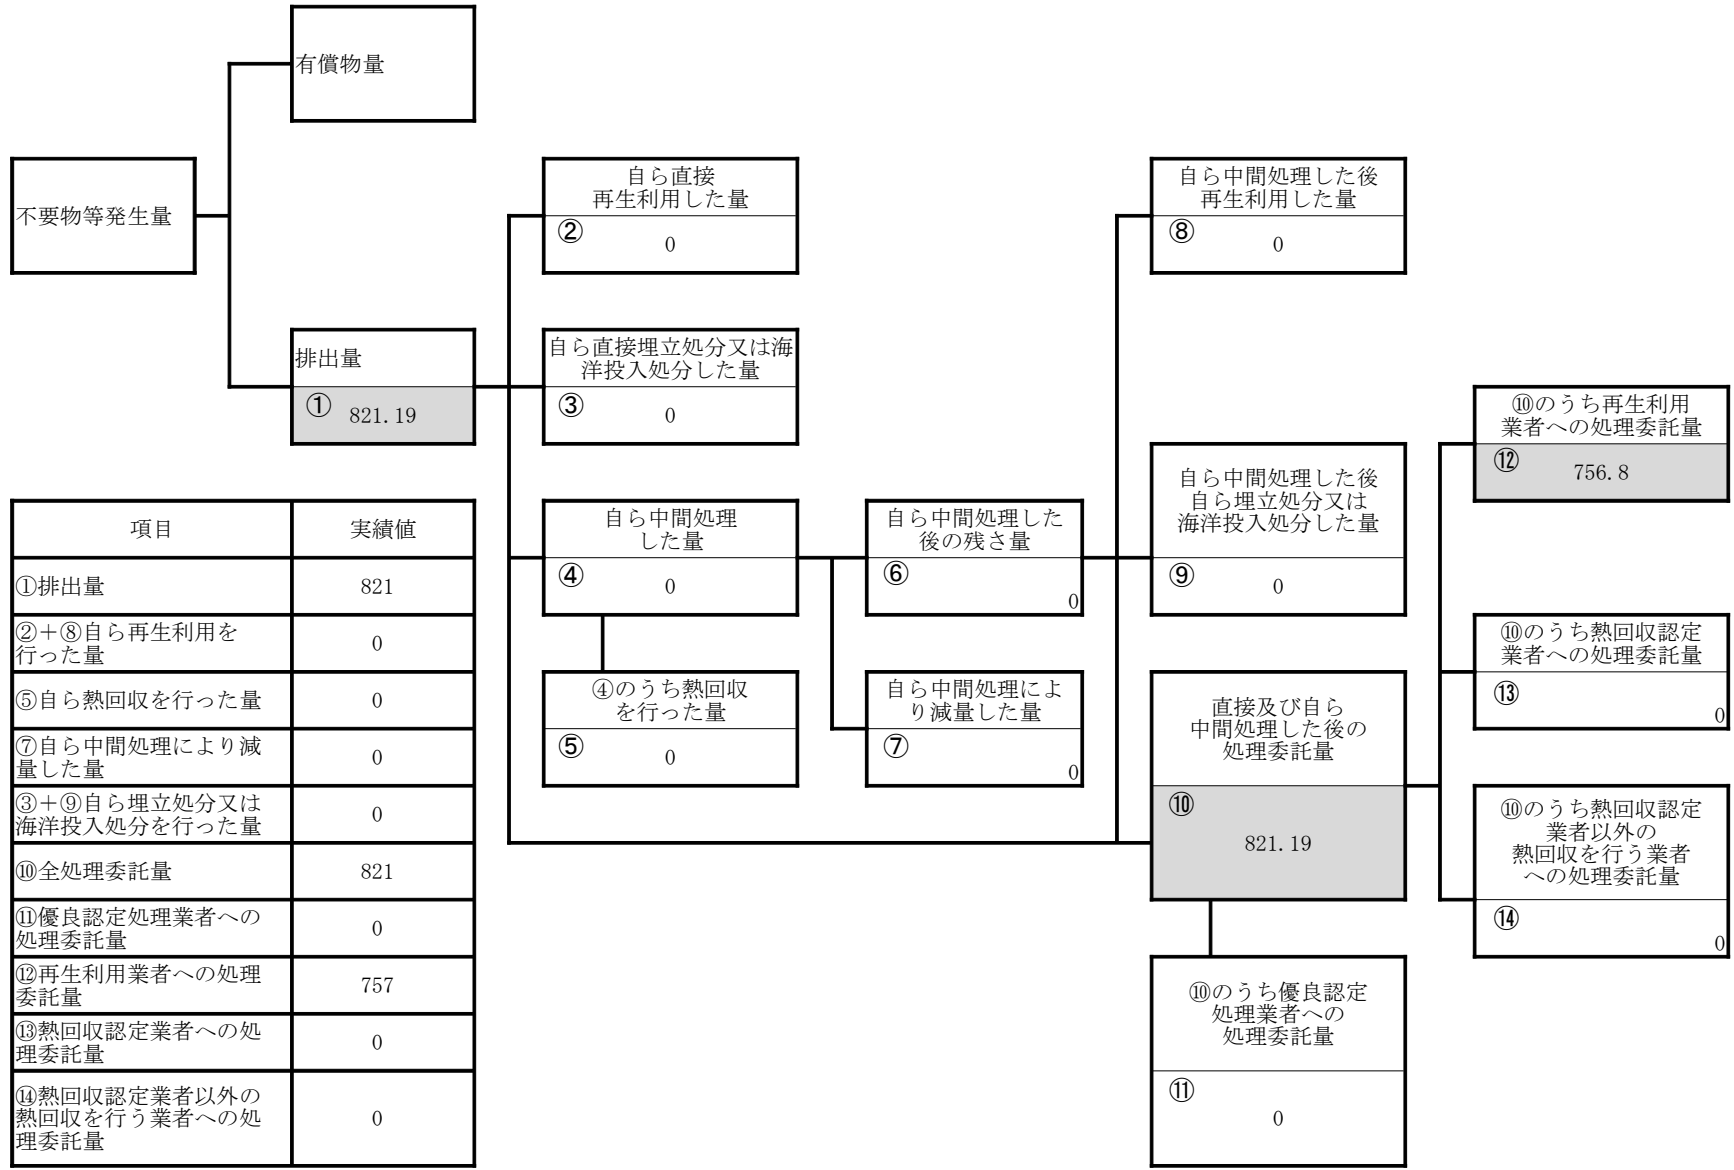 有償物量
不要物等発生量
自ら直接
再生利用した量
②
0
自ら中間処理した後
再生利用した量
⑧
0
排出量
①
821.19
自ら直接埋立処分又は海
洋投入処分した量
③
0
⑩のうち再生利用
業者への処理委託量
⑫
756.8
自ら中間処理
した量
④
0
自ら中間処理した
後の残さ量
⑥
0
自ら中間処理した後
自ら埋立処分又は
海洋投入処分した量
⑨
0
⑩のうち熱回収認定
業者への処理委託量
⑬
0
④のうち熱回収
を行った量
⑤
0
自ら中間処理によ
り減量した量
⑦
0
直接及び自ら
中間処理した後の
処理委託量
⑩
821.19
⑩のうち熱回収認定
業者以外の
熱回収を行う業者
への処理委託量
⑭
0
⑩のうち優良認定
処理業者への
処理委託量
⑪
0
項目 実績値
①排出量 821
②＋⑧自ら再生利用を
行った量 0
⑤自ら熱回収を行った量 0
⑦自ら中間処理により減
量した量 0
③＋⑨自ら埋立処分又は
海洋投入処分を行った量 0
⑩全処理委託量 821
⑪優良認定処理業者への
処理委託量 0
⑫再生利用業者への処理
委託量 757
⑬熱回収認定業者への処
理委託量 0
⑭熱回収認定業者以外の
熱回収を行う業者への処
理委託量 0